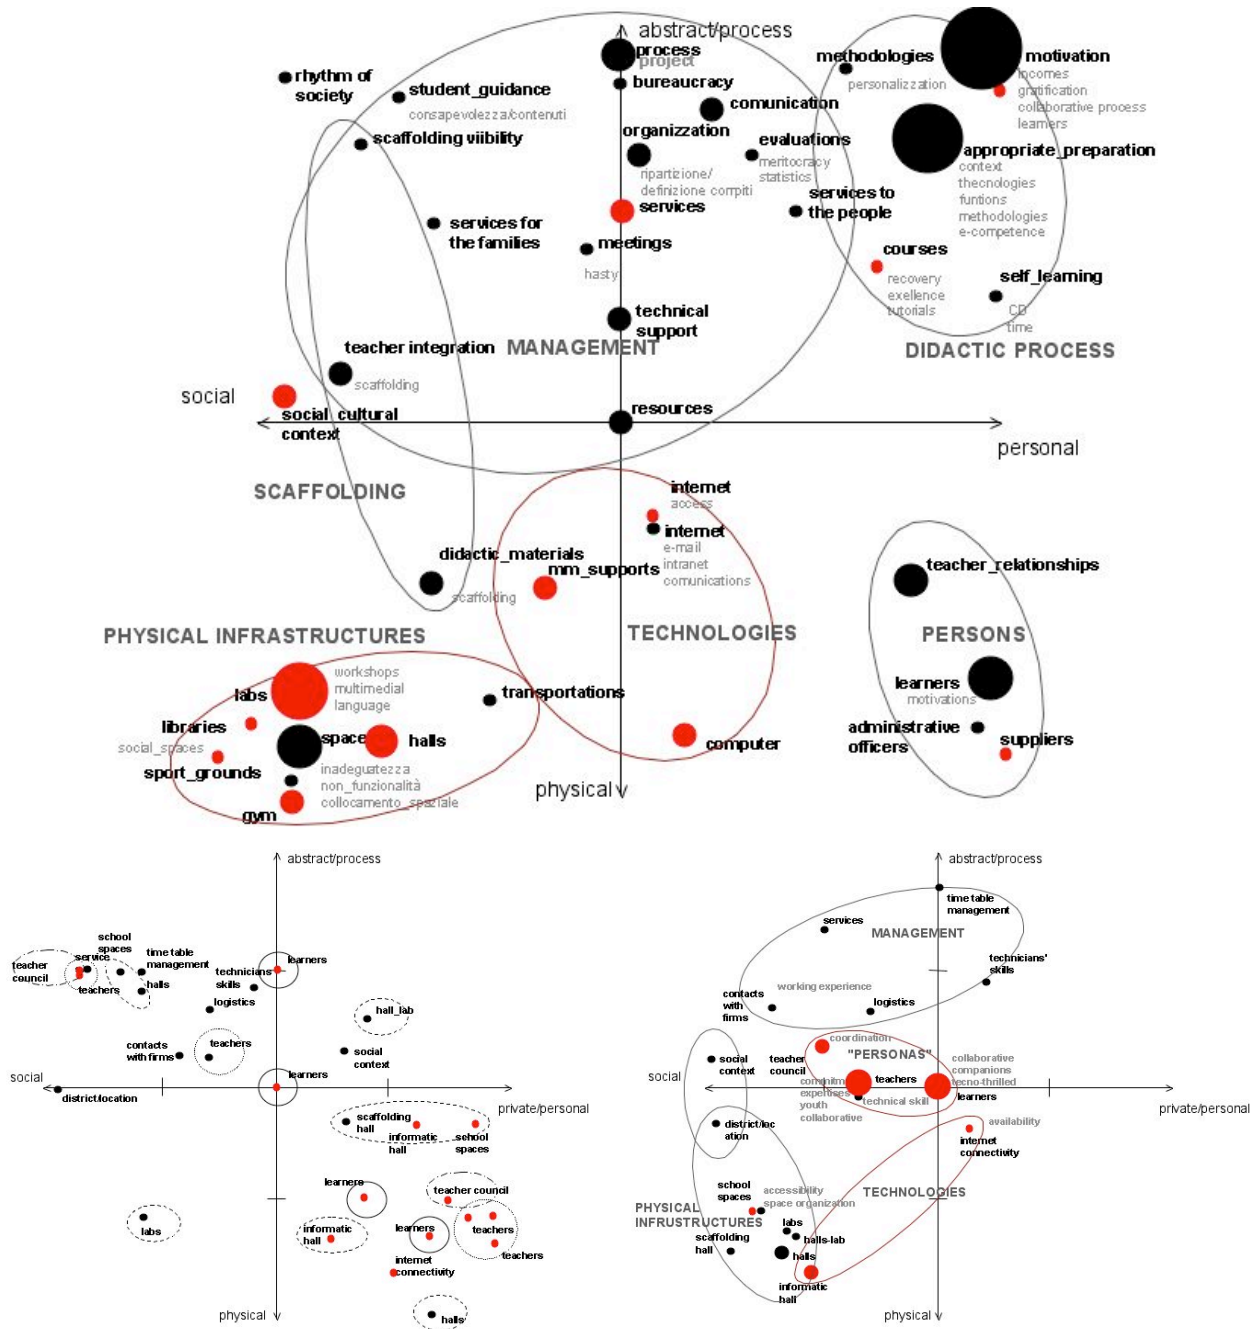 abstract/process
process
project
bureaucracy
methodologies
personalizzation
motivation
incomes
gratification
collaborative process
learners
rhythm of
society
student_guidance
consapevolezza/contenuti
scaffolding viibility
comunication
organizzation
ripartizione/
definizione compiti
evaluations
meritocracy
statistics
appropriate_preparation
context
thecnologies
funtions
methodologies
e-competence
services
services to
the people
services for
the families
meetings
hasty
courses
recovery
exellence
tutorials
self_learning
CD
time
technical
support
teacher integration
scaffolding
MANAGEMENT
DIDACTIC PROCESS
social
social_cultural
context
resources
personal
SCAFFOLDING
internet
access
internet
e-mail
intranet
comunications
didactic_materials
scaffolding
mm_supports
teacher_relationships
PHYSICAL INFRASTRUCTURES
TECHNOLOGIES
PERSONS
labs
workshops
multimedial
language
transportations
learners
motivations
libraries
social_spaces
space
halls
administrative
officers
suppliers
sport_grounds
inadeguatezza
non_funzionalità
collocamento_spaziale
computer
gym
physical
abstract/process
school
spaces
service
time table
management
teacher
council
teachers
halls
technicians
skills
learners
logistics
hall_lab
contacts
with firms
teachers
social
context
social
learners
district/location
private/personal
scaffolding
hall
informatic
hall
school
spaces
learners
teacher council
labs
informatic
hall
learners
teachers
teachers
internet
connectivity
physical
halls
abstract/process
time table
management
services
MANAGEMENT
technicians'
skills
working experience
contacts
with
firms
logistics
coordination
"PERSONAS"
social
context
teacher
council
collaborative
companions
tecno-thrilled
social
teachers
expertises
youth
collaborative
technical skill
learners
private/personal
district/loc
ation
availability
internet
connectivity
school
spaces
accessibility
space organization
TECHNOLOGIES
PHYSICAL
INFRUSTRUCTURES
labs
halls-lab
scaffolding
hall
halls
informatic
hall
physical